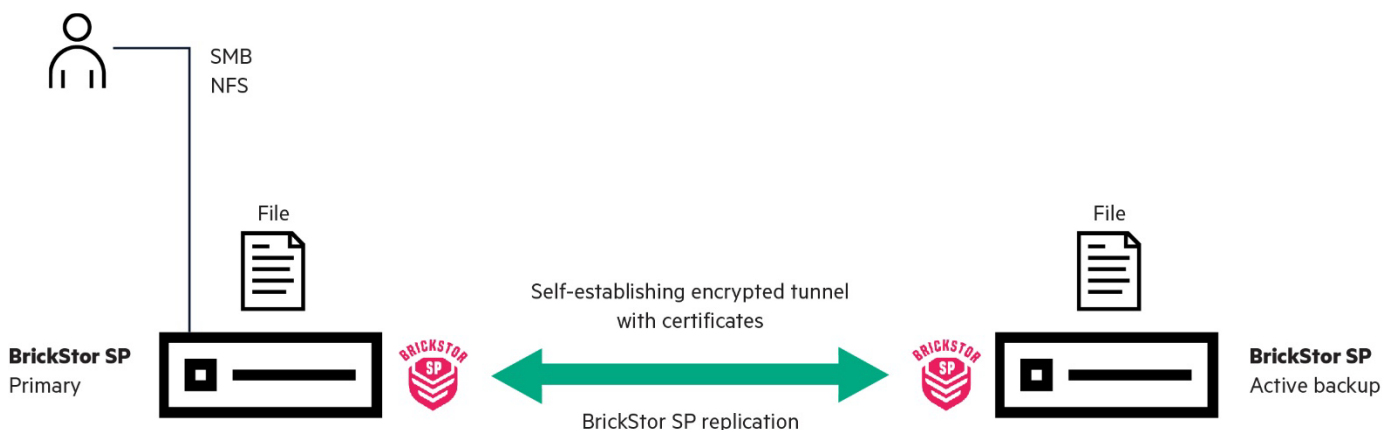 SMB
NFS
File
File
Self-establishing encrypted tunnel
with certificates
BrickStor SP
Primary
BRICKSTOR
SP
BRICKSTOR
SP
BrickStor SP
Active backup
BrickStor SP replication